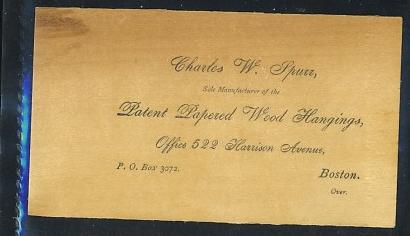 Charles W. Spurr,
Sole Manufacturer of the
Patent Papered Wood Hangings,
Office 522 Harrison Avenue,
P. O. Box 3072. Boston.
Over.